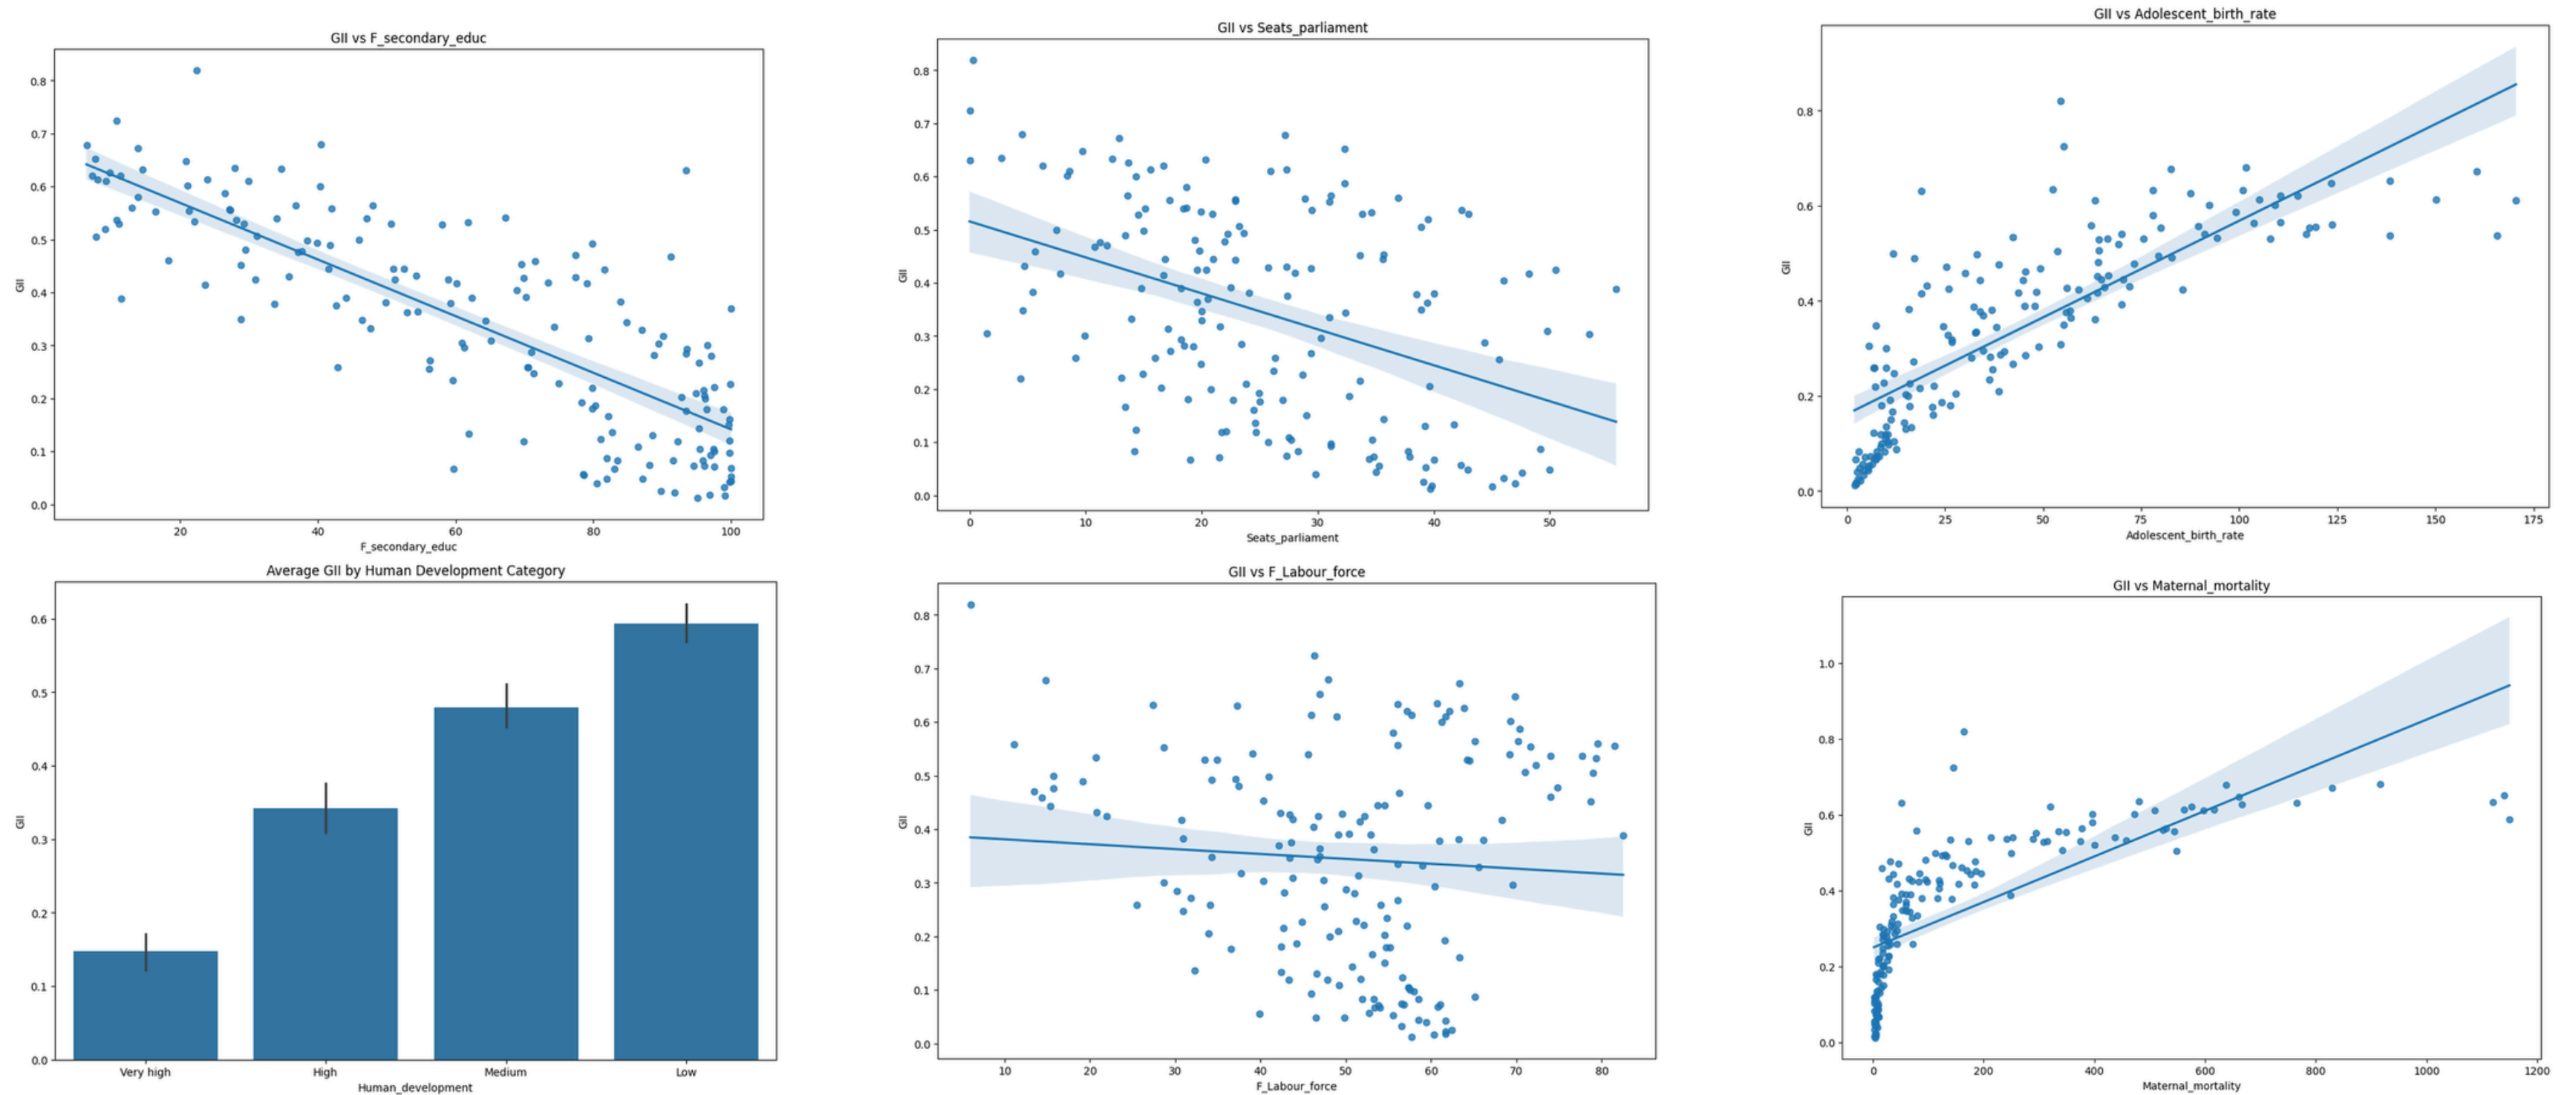 GII vs F_secondary_educ
GII
0.8
0.7
0.6
0.5
0.4
0.3
0.2
0.1
0.0
20 40 60 80 100
F_secondary_educ
GII vs Seats_parliament
GII
0.8
0.7
0.6
0.5
0.4
0.3
0.2
0.1
0.0
0 10 20 30 40 50
Seats_parliament
GII vs Adolescent_birth_rate
GII
0.8
0.6
0.4
0.2
0.0
0 25 50 75 100 125 150 175
Adolescent_birth_rate
Average GII by Human Development Category
GII
0.6
0.5
0.4
0.3
0.2
0.1
0.0
Very high High Medium Low
Human_development
GII vs F_Labour_force
GII
0.8
0.7
0.6
0.5
0.4
0.3
0.2
0.1
0.0
10 20 30 40 50 60 70 80
F_Labour_force
GII vs Maternal_mortality
GII
1.0
0.8
0.6
0.4
0.2
0.0
0 200 400 600 800 1000 1200
Maternal_mortality